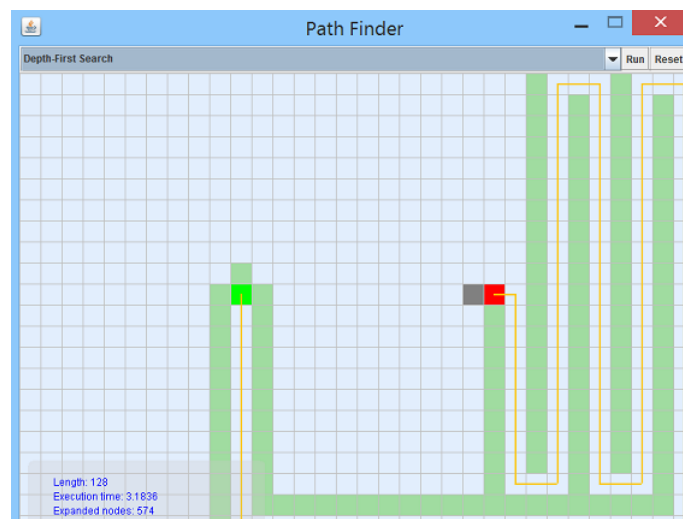 Path Finder
Depth-First Search
Run
Reset
Length: 128
Execution time: 3.1836
Expanded nodes: 574